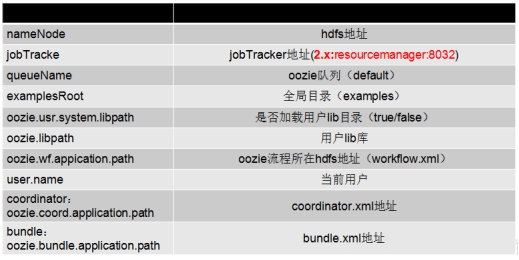 nameNode hdfs地址
jobTracke jobTracker地址(2.x:resourcemanager:8032)
queueName oozie队列（default）
examplesRoot 全局目录（examples）
oozie.usr.system.libpath 是否加载用户lib目录（true/false）
oozie.libpath 用户lib库
oozie.wf.appication.path oozie流程所在hdfs地址（workflow.xml）
user.name 当前用户
coordinator：
oozie.coord.application.path coordinator.xml地址
bundle：
oozie.bundle.application.path bundle.xml地址